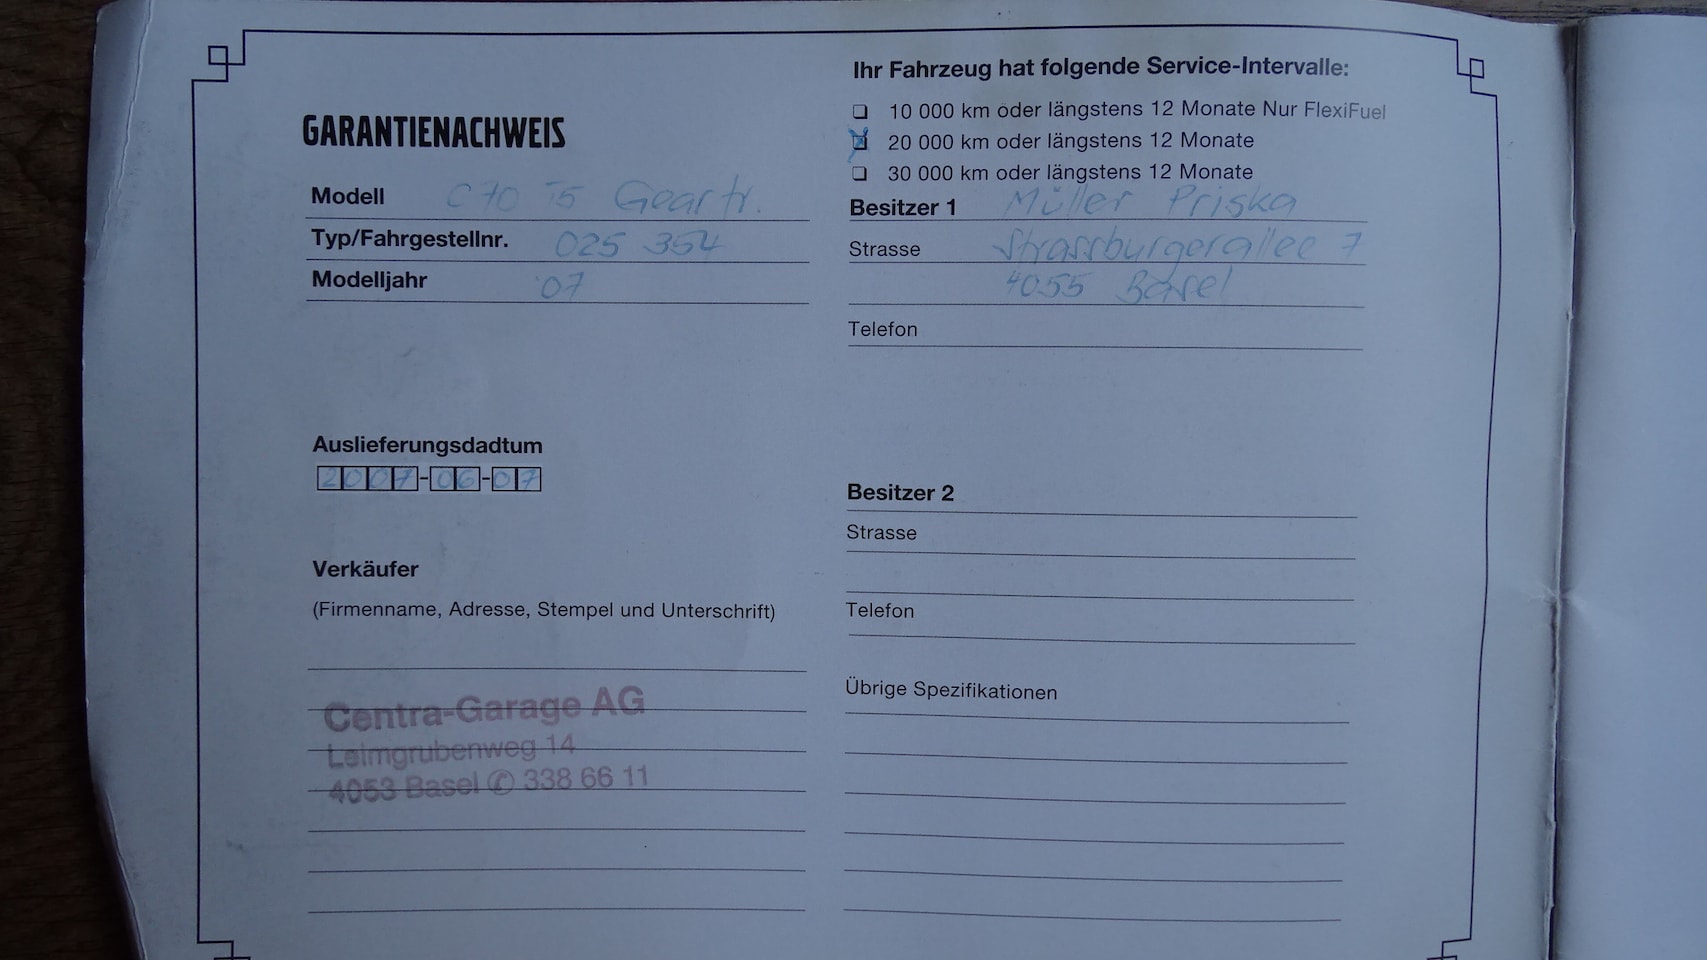 GARANTIENACHWEIS
Modell C70 T5 Geartr.
Typ/Fahrgestellnr. 025 354
Modelljahr '07
Auslieferungsdadtum
2007-06-07
Verkäufer
(Firmenname, Adresse, Stempel und Unterschrift)
Centra-Garage AG
Leimgrubenweg 14
4053 Basel ✆ 338 66 11
Ihr Fahrzeug hat folgende Service-Intervalle:
10 000 km oder längstens 12 Monate Nur FlexiFuel
20 000 km oder längstens 12 Monate
30 000 km oder längstens 12 Monate
Besitzer 1 Müller Priska
Strasse Strassburgerallee 7
4055 Basel
Telefon
Besitzer 2
Strasse
Telefon
Übrige Spezifikationen